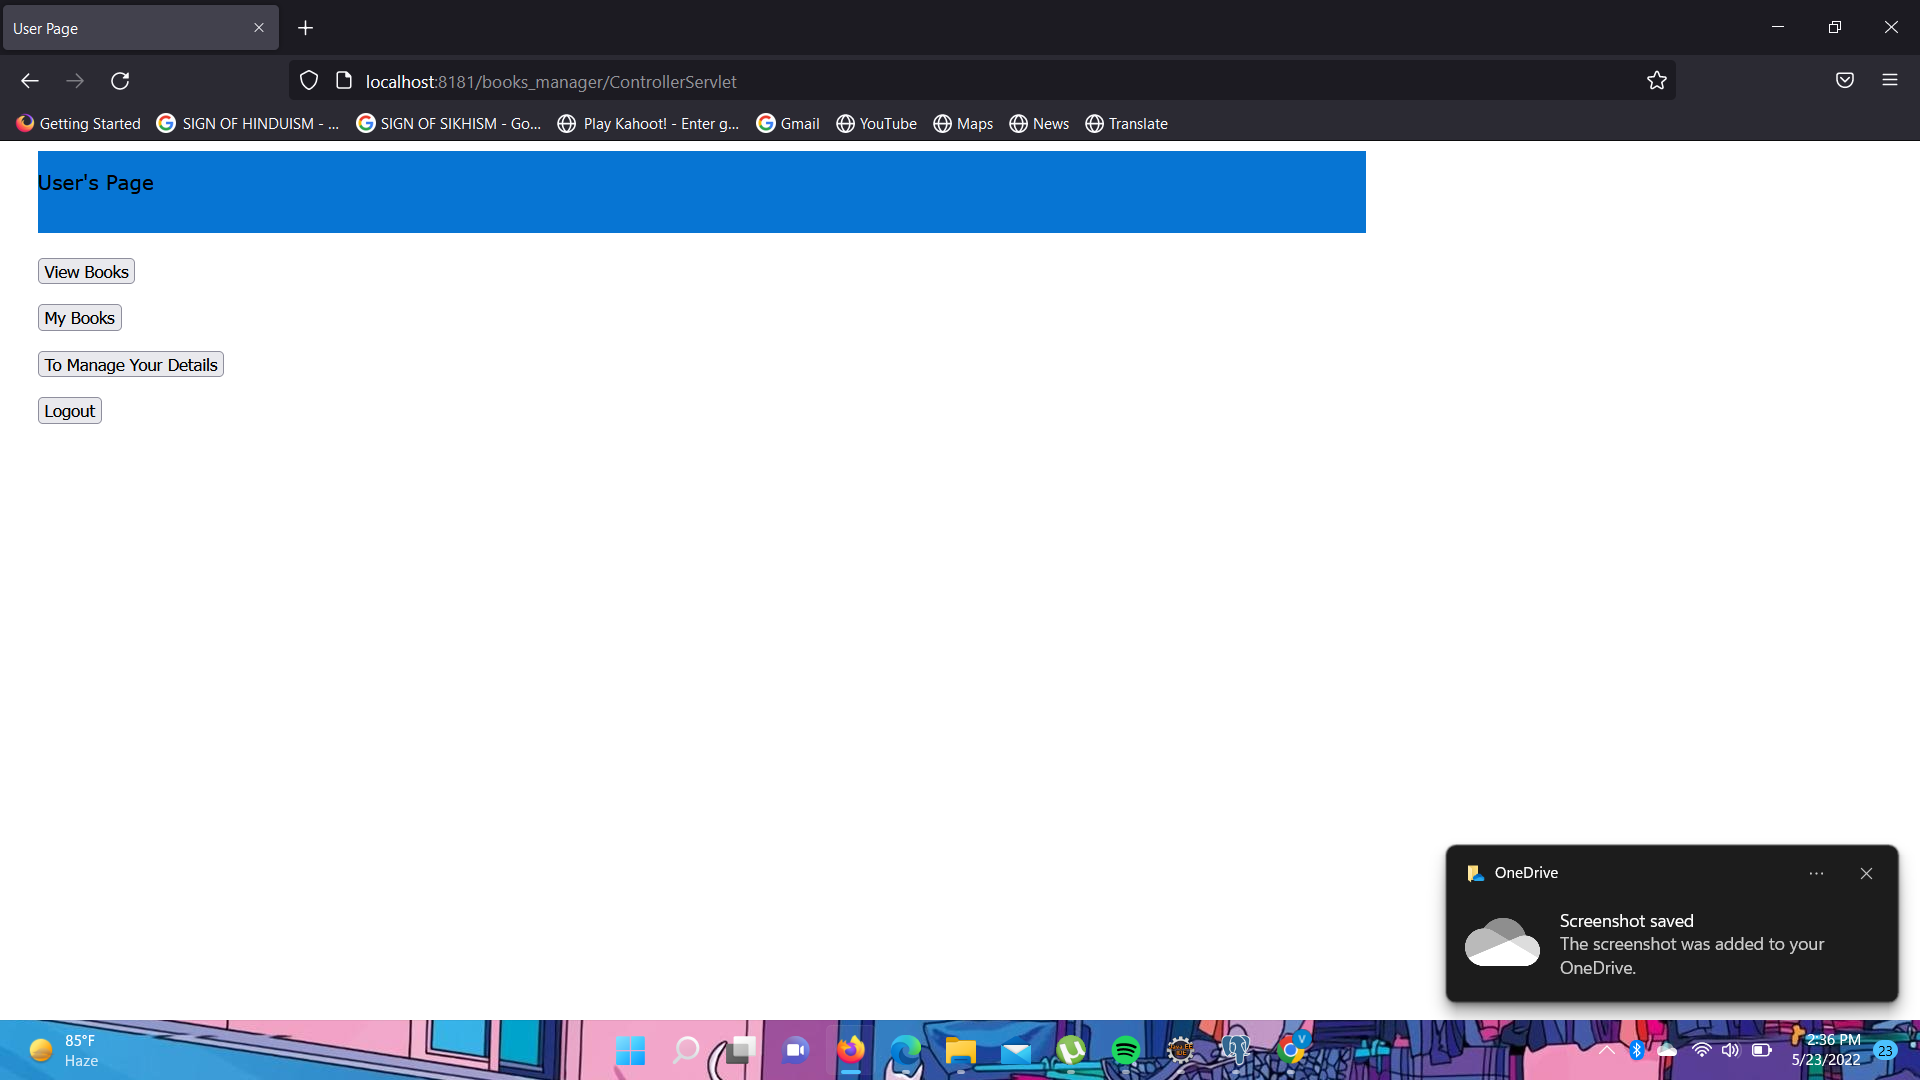 User Page
localhost:8181/books_manager/ControllerServlet
Getting Started
SIGN OF HINDUISM - ...
SIGN OF SIKHISM - Go...
Play Kahoot! - Enter g...
Gmail
YouTube
Maps
News
Translate
User's Page
View Books
My Books
To Manage Your Details
Logout
OneDrive
Screenshot saved
The screenshot was added to your
OneDrive.
85°F
Haze
V
2:36 PM
5/23/2022
23